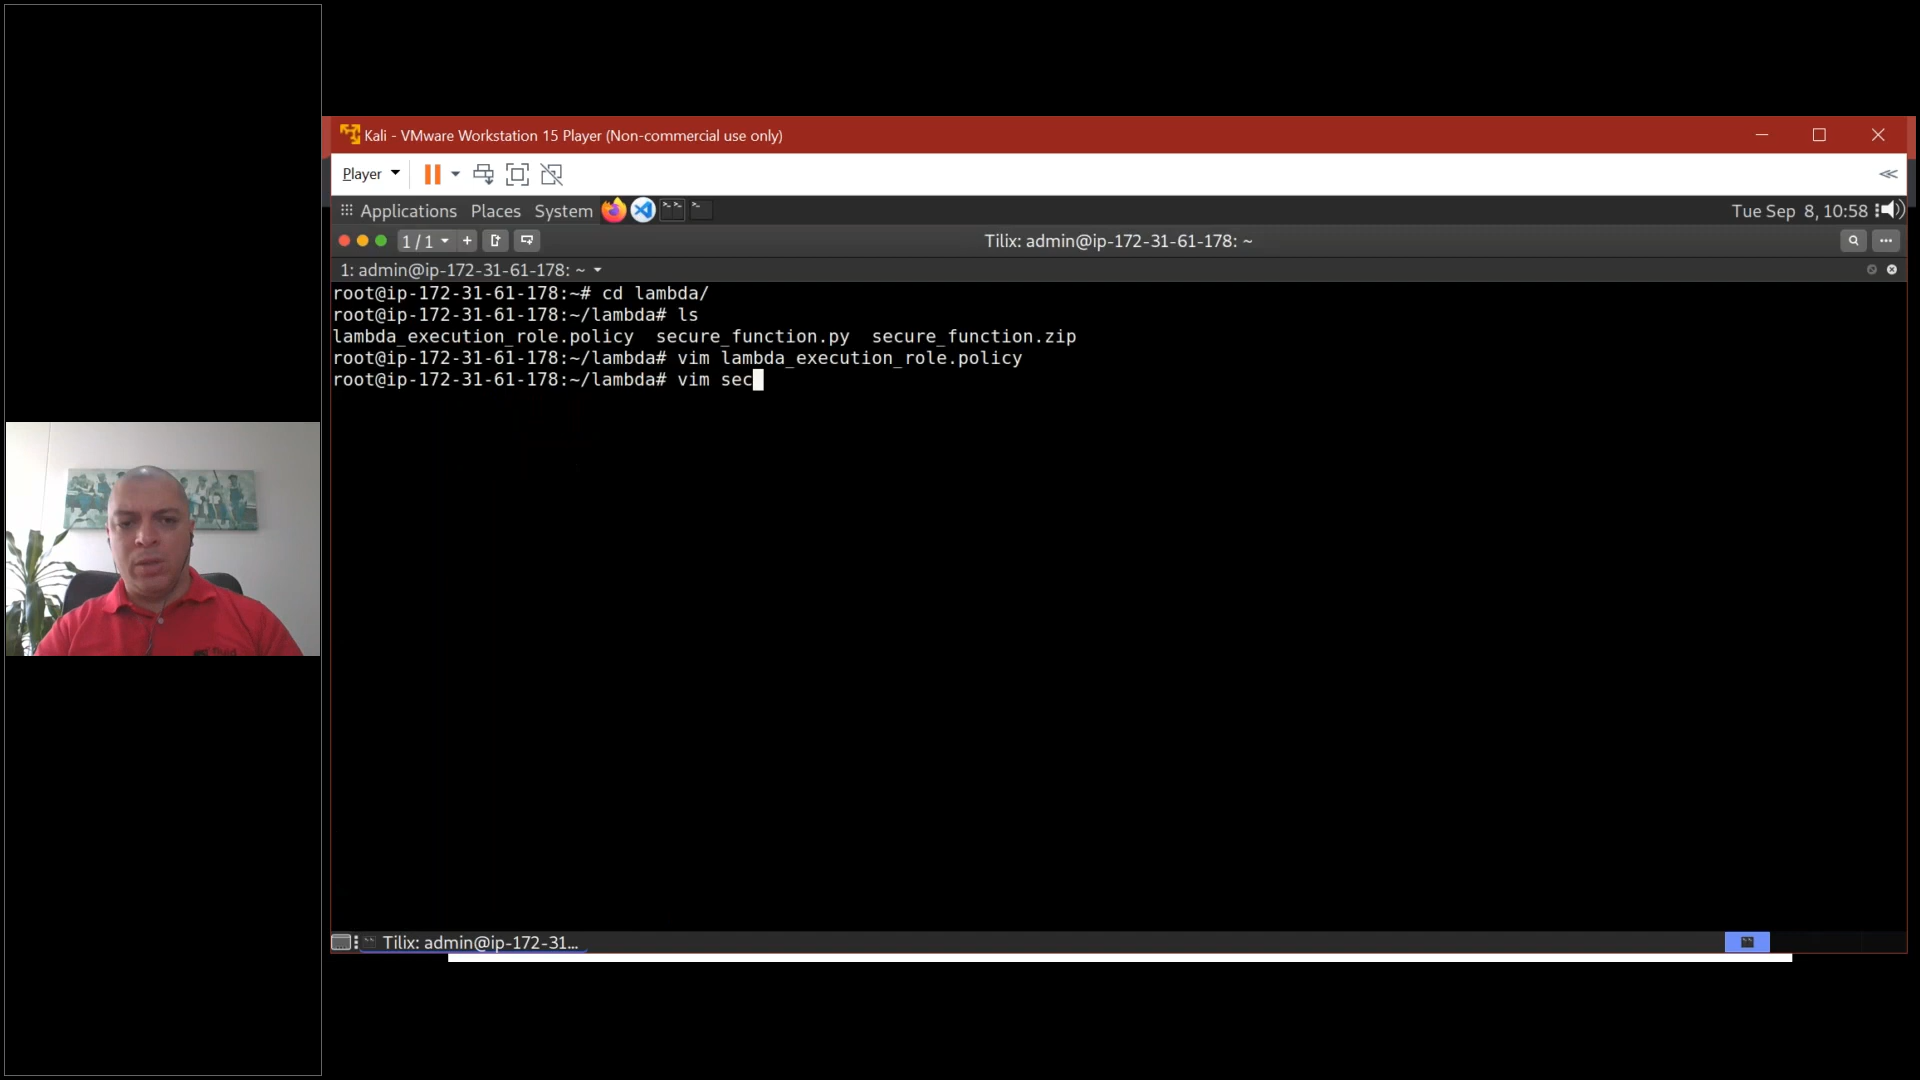 Kali - VMware Workstation 15 Player (Non-commercial use only)
Player
Applications Places System
Tue Sep 8, 10:58
1 / 1
Tilix: admin@ip-172-31-61-178: ~
1: admin@ip-172-31-61-178: ~
root@ip-172-31-61-178:~# cd lambda/
root@ip-172-31-61-178:~/lambda# ls
lambda_execution_role.policy secure_function.py secure_function.zip
root@ip-172-31-61-178:~/lambda# vim lambda_execution_role.policy
root@ip-172-31-61-178:~/lambda# vim sec
fluid
Tilix: admin@ip-172-31...